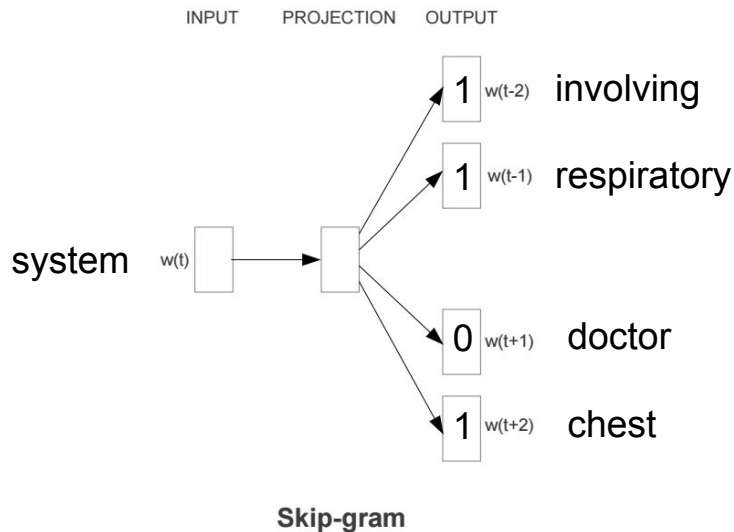 INPUT PROJECTION OUTPUT
1 w(t-2) involving
1 w(t-1) respiratory
system w(t)
0 w(t+1) doctor
1 w(t+2) chest
Skip-gram